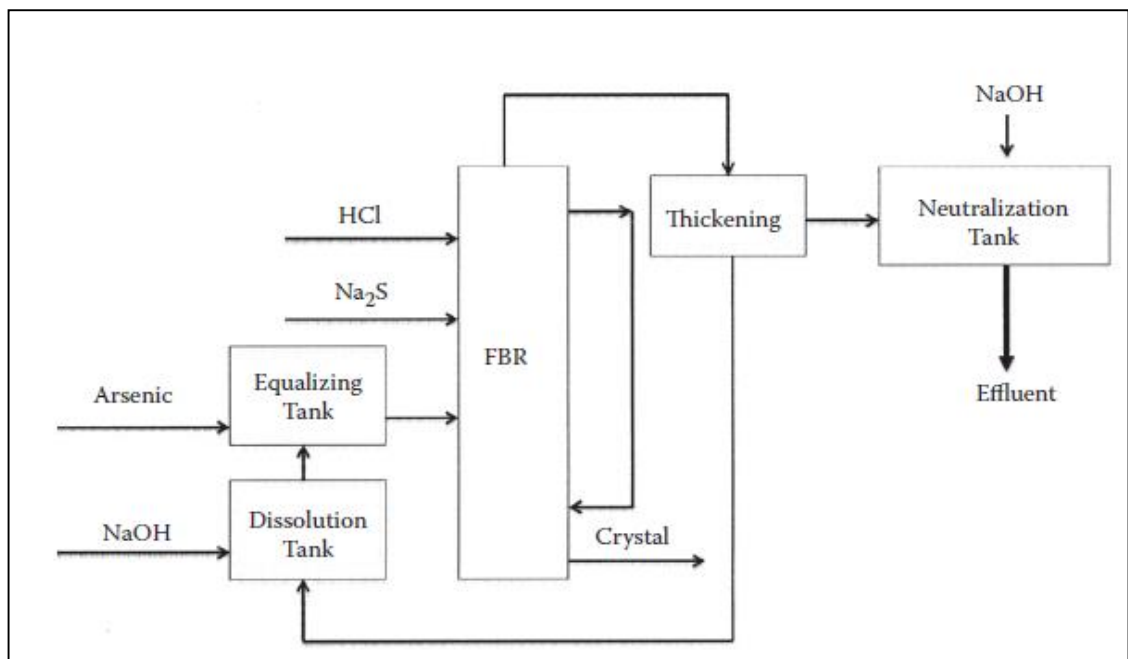 NaOH
HCl
Thickening
Neutralization
Tank
Na2S
FBR
Arsenic
Equalizing
Tank
Effluent
NaOH
Dissolution
Tank
Crystal